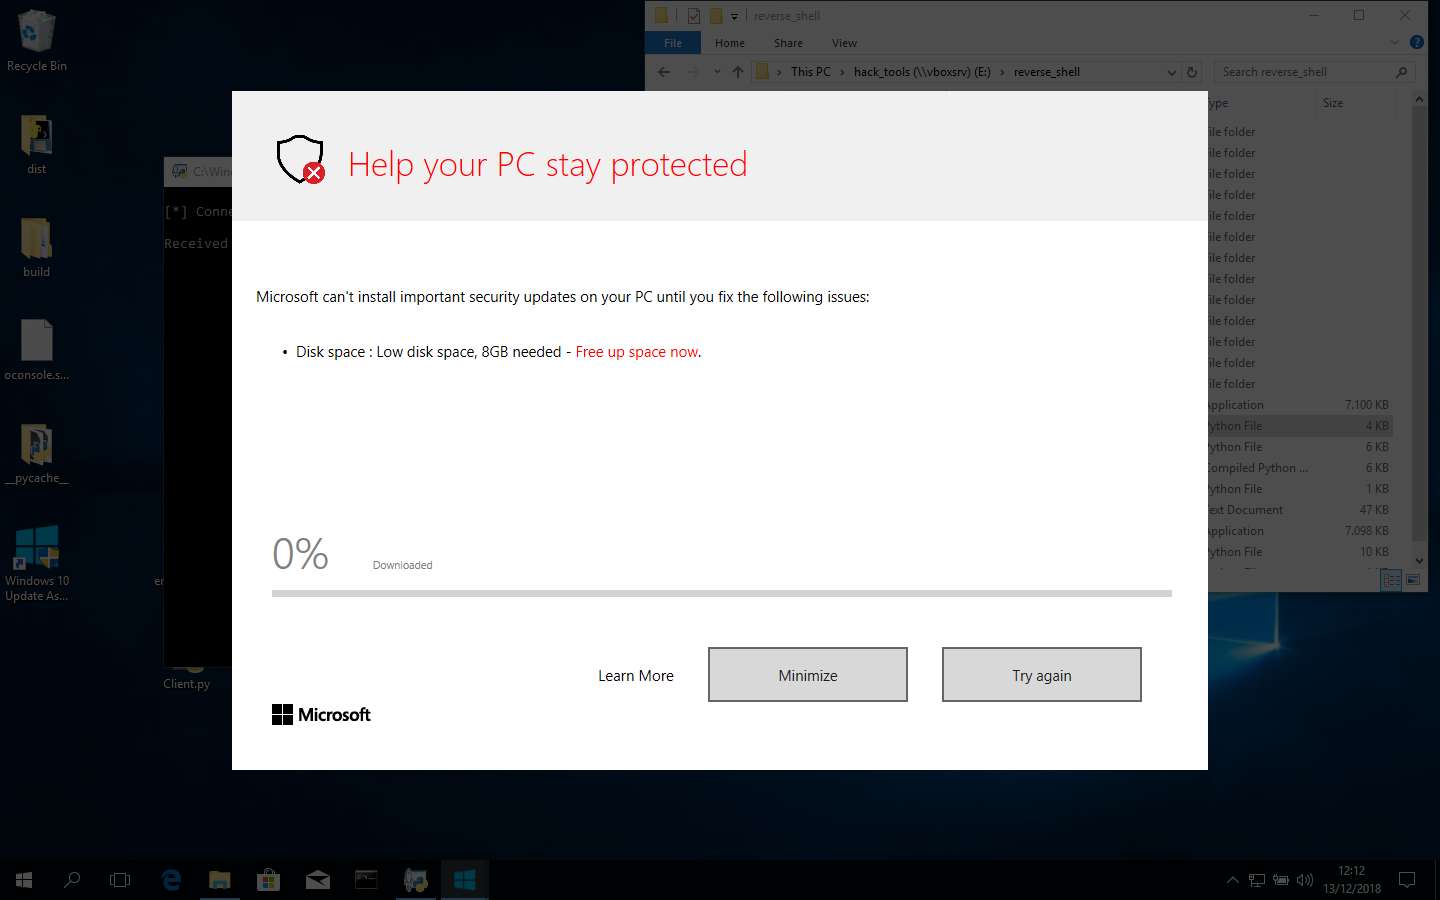 Recycle Bin
dist
build
oconsole.s...
__pycache__
Windows 10
Update As...
Client.py
[*] Conne
Received
reverse_shell
File
Home
Share
View
This PC
hack_tools (\\vboxsrv) (E:)
reverse_shell
Search reverse_shell
Size
Help your PC stay protected
Microsoft can't install important security updates on your PC until you fix the following issues:
• Disk space : Low disk space, 8GB needed - Free up space now.
0% Downloaded
Learn More
Minimize
Try again
Microsoft
ype
ile folder
ile folder
ile folder
ile folder
ile folder
ile folder
ile folder
ile folder
ile folder
ile folder
ile folder
ile folder
ile folder
pplication 7.100 KB
ython File 4 KB
ython File 6 KB
ompiled Python ... 6 KB
ython File 1 KB
ext Document 47 KB
pplication 7.098 KB
ython File 10 KB
12:12
13/12/2018